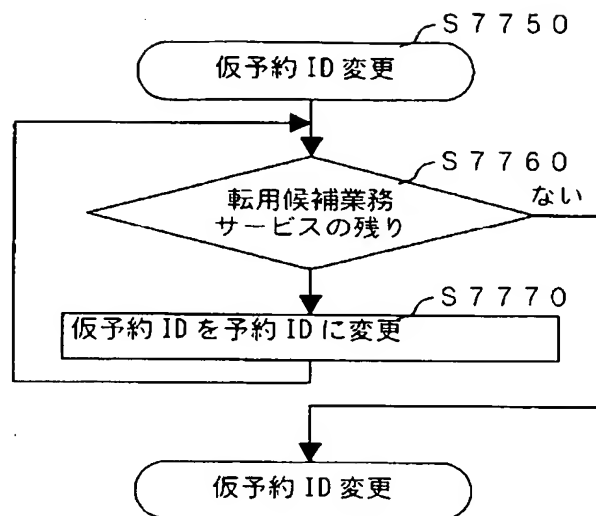 S7750
仮予約ID変更
S7760
転用候補業務
サービスの残り
ない
S7770
仮予約IDを予約IDに変更
仮予約ID変更